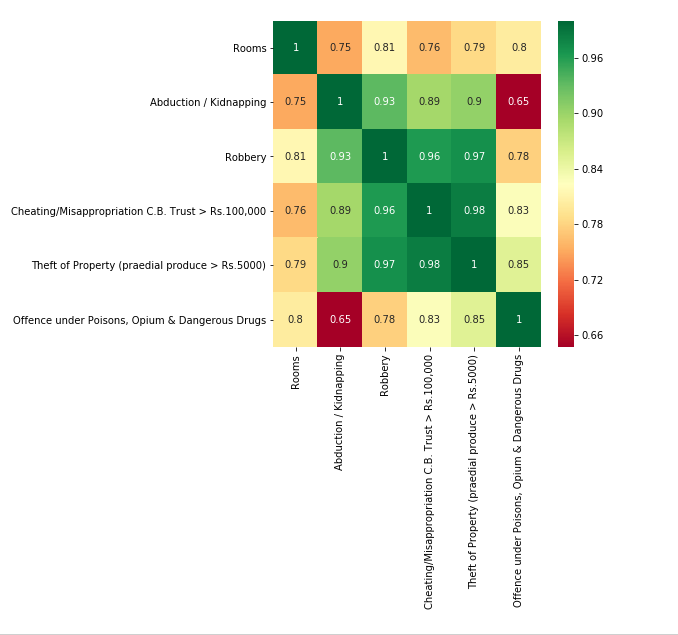 Rooms 1 0.75 0.81 0.76 0.79 0.8
Abduction / Kidnapping 0.75 1 0.93 0.89 0.9 0.65
Robbery 0.81 0.93 1 0.96 0.97 0.78
Cheating/Misappropriation C.B. Trust > Rs.100,000 0.76 0.89 0.96 1 0.98 0.83
Theft of Property (praedial produce > Rs.5000) 0.79 0.9 0.97 0.98 1 0.85
Offence under Poisons, Opium & Dangerous Drugs 0.8 0.65 0.78 0.83 0.85 1
Rooms
Abduction / Kidnapping
Robbery
Cheating/Misappropriation C.B. Trust > Rs.100,000
Theft of Property (praedial produce > Rs.5000)
Offence under Poisons, Opium & Dangerous Drugs
0.96
0.90
0.84
0.78
0.72
0.66